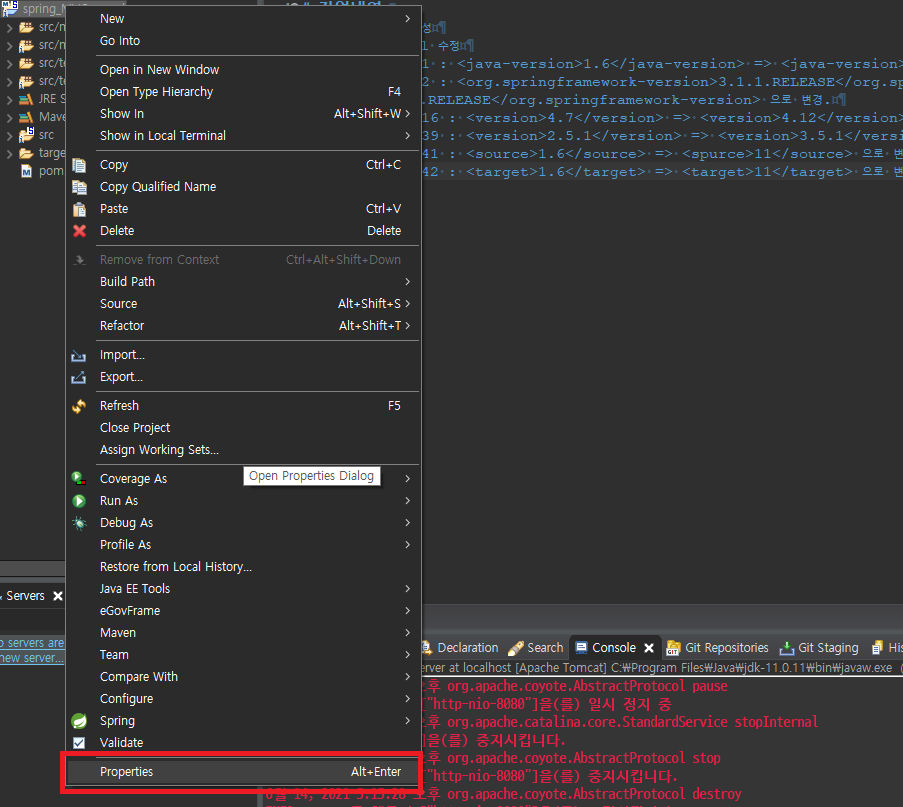 spring_
src/m
src/m
src/te
src/te
JRE S
Mave
src
targe
pom
New
Go Into
Open in New Window
Open Type Hierarchy F4
Show In Alt+Shift+W
Show in Local Terminal
Copy Ctrl+C
Copy Qualified Name
Paste Ctrl+V
Delete Delete
Remove from Context Ctrl+Alt+Shift+Down
Build Path
Source Alt+Shift+S
Refactor Alt+Shift+T
Import...
Export...
Refresh F5
Close Project
Assign Working Sets...
Coverage As
Open Properties Dialog
Run As
Debug As
Profile As
Restore from Local History...
Java EE Tools
eGovFrame
Maven
Team
Compare With
Configure
Spring
Validate
Properties Alt+Enter
성
수정
1 : <java-version>1.6</java-version> => <java-version>
2 : <org.springframework-version>3.1.1.RELEASE</org.sp
.RELEASE</org.springframework-version> 으로 변경.
16 : <version>4.7</version> => <version>4.12</version>
39 : <version>2.5.1</version> => <version>3.5.1</versi
41 : <source>1.6</source> => <spurce>11</source> 으로 변
42 : <target>1.6</target> => <target>11</target> 으로 변
Servers
o servers are
new server...
Declaration Search Console Git Repositories Git Staging His
erver at localhost [Apache Tomcat] C:₩Program Files₩Java₩jdk-11.0.11₩bin₩javaw.exe (
오후 org.apache.coyote.AbstractProtocol pause
["http-nio-8080"]을(를) 일시 정지 중
오후 org.apache.catalina.core.StandardService stopInternal
]을(를) 중지시킵니다.
오후 org.apache.coyote.AbstractProtocol stop
["http-nio-8080"]을(를) 중지시킵니다.
6월 14, 2021 5:15:28 오후 org.apache.coyote.AbstractProtocol destroy